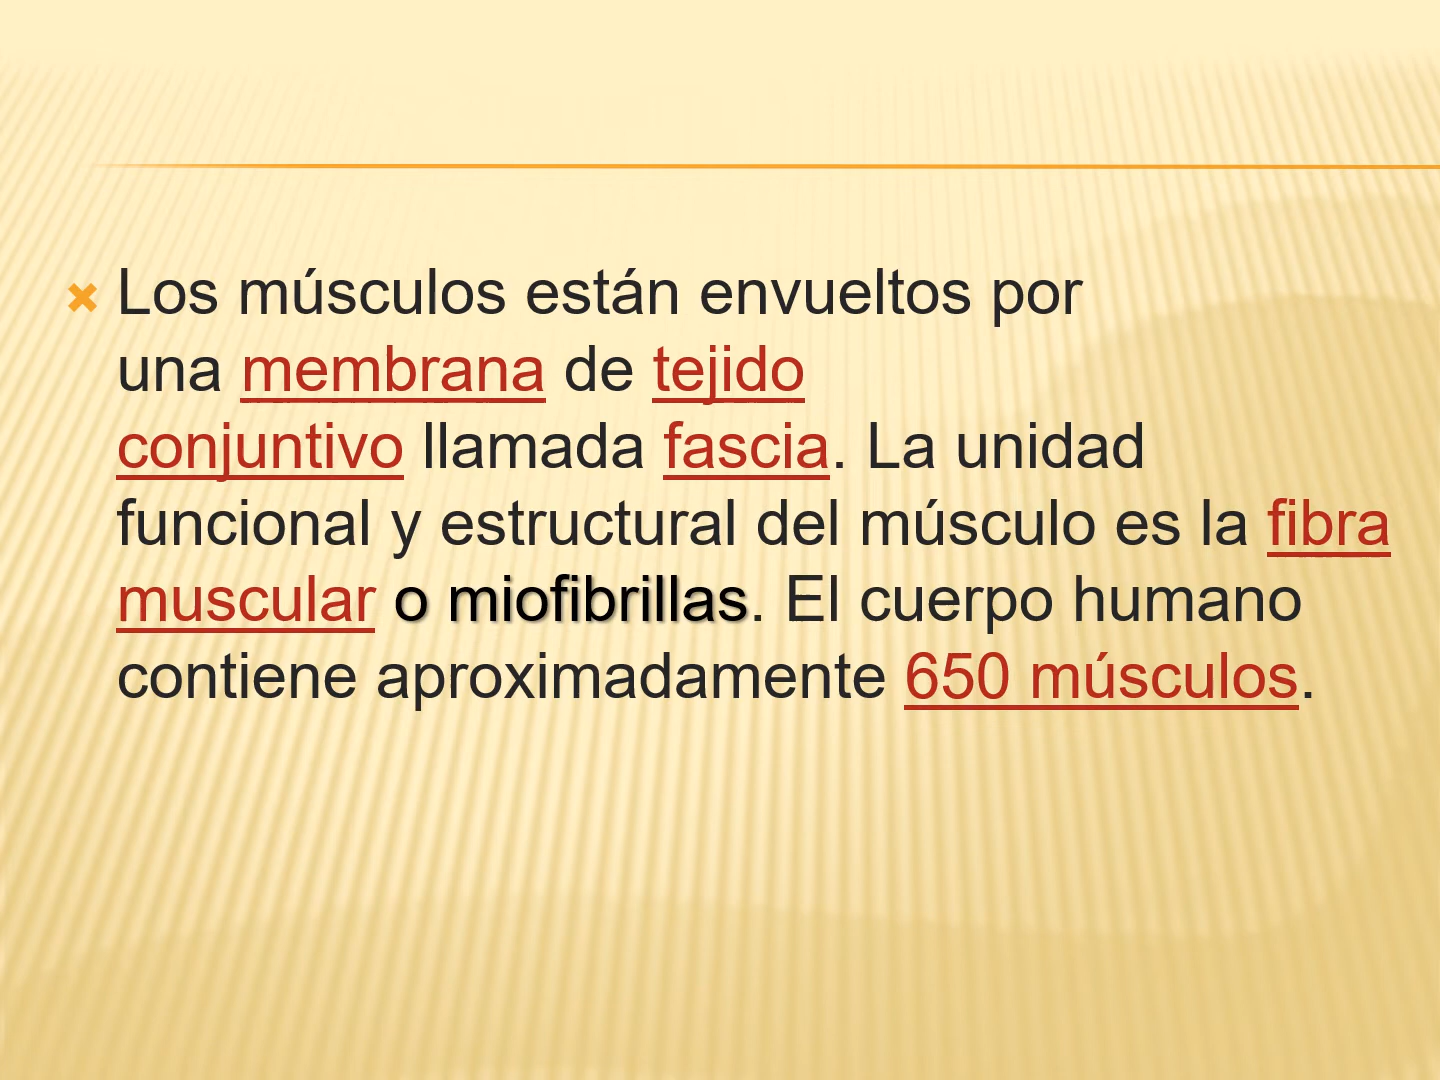 Los músculos están envueltos por
una membrana de tejido
conjuntivo llamada fascia. La unidad
funcional y estructural del músculo es la fibra
muscular o miofibrillas. El cuerpo humano
contiene aproximadamente 650 músculos.